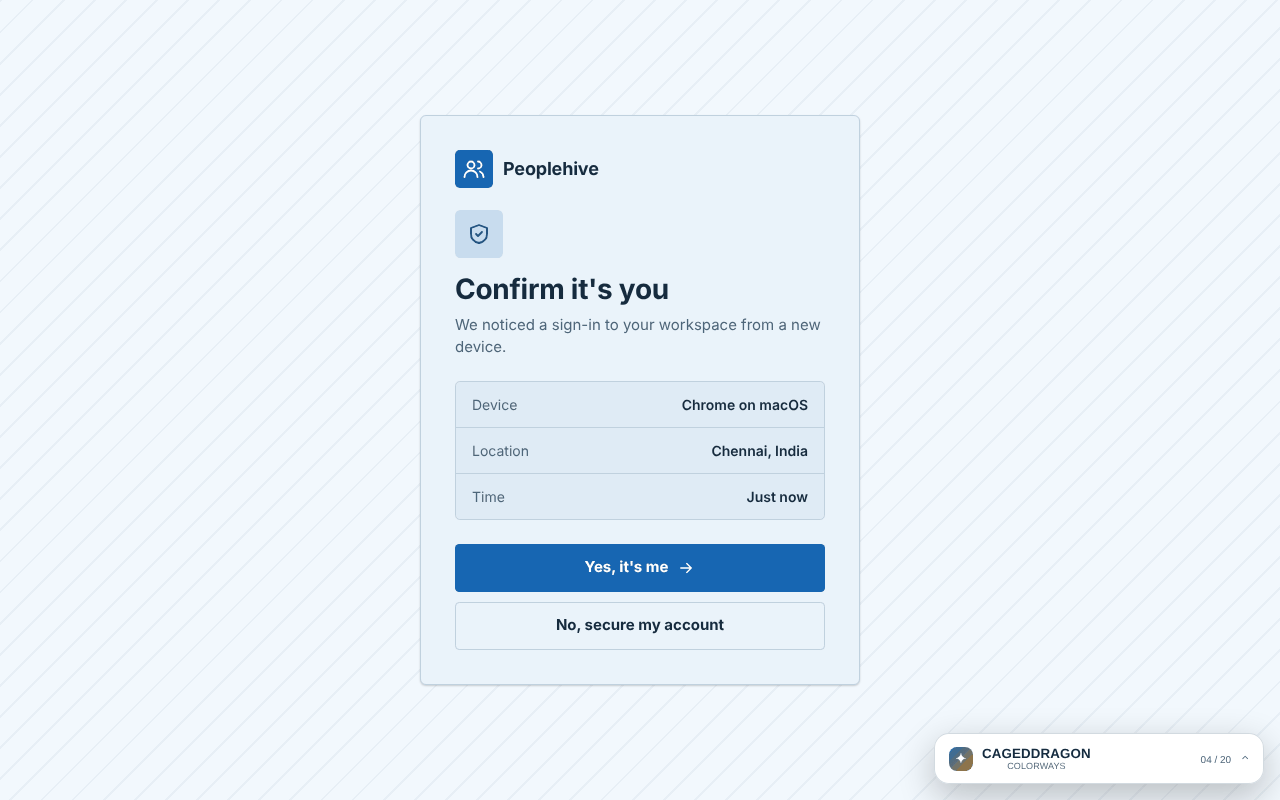 Peoplehive
Confirm it's you
We noticed a sign-in to your workspace from a new
device.
Device Chrome on macOS
Location Chennai, India
Time Just now
Yes, it's me
No, secure my account
CAGEDDRAGON
COLORWAYS
04 / 20